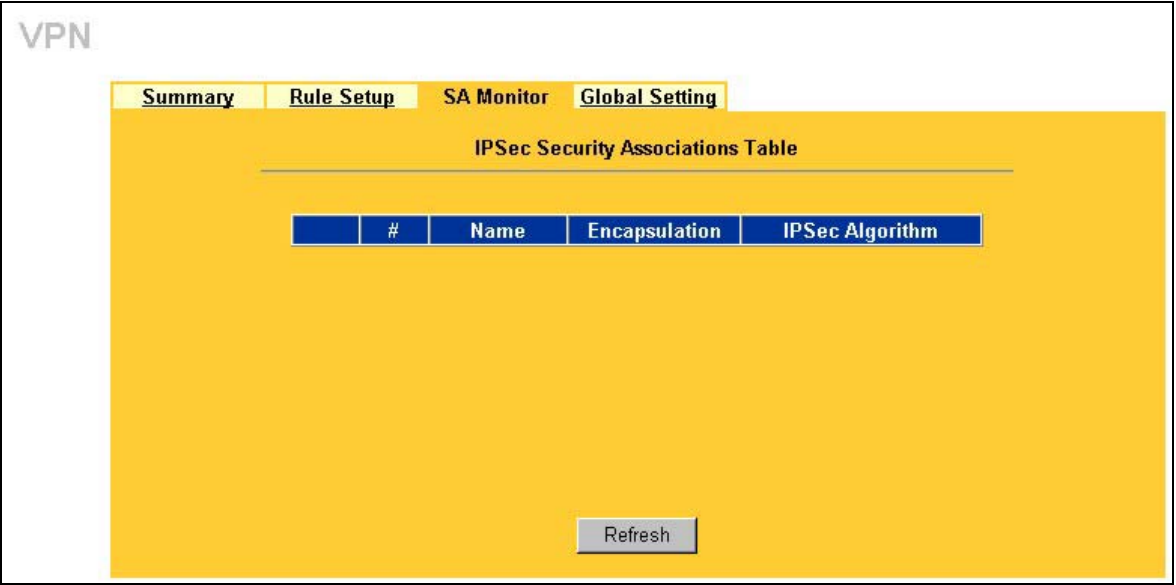 VPN
Summary Rule Setup SA Monitor Global Setting
IPSec Security Associations Table
# Name Encapsulation IPSec Algorithm
Refresh